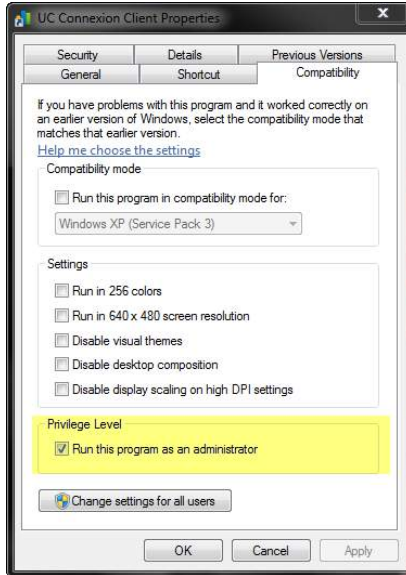 UC Connexion Client Properties
x
Security
Details
Previous Versions
General
Shortcut
Compatibility
If you have problems with this program and it worked correctly on
an earlier version of Windows, select the compatibility mode that
matches that earlier version.
Help me choose the settings
Compatibility mode
Run this program in compatibility mode for:
Windows XP (Service Pack 3)
Settings
Run in 256 colors
Run in 640 x 480 screen resolution
Disable visual themes
Disable desktop composition
Disable display scaling on high DPI settings
Privilege Level
Run this program as an administrator
Change settings for all users
OK
Cancel
Apply